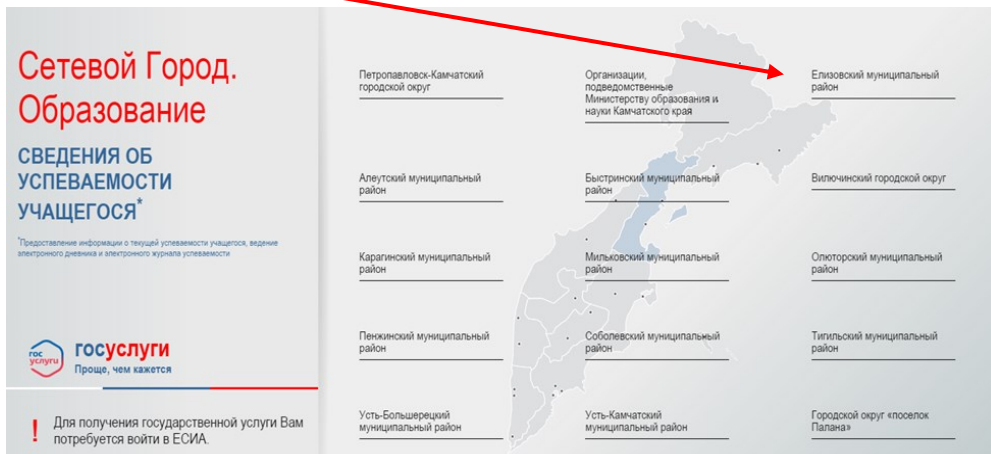 Сетевой Город.
Образование
СВЕДЕНИЯ ОБ
УСПЕВАЕМОСТИ
УЧАЩЕГОСЯ*
*Предоставление информации о текущей успеваемости учащегося, ведение
электронного дневника и электронного журнала успеваемости
гос
услуги
госуслуги
Проще, чем кажется
! Для получения государственной услуги Вам
потребуется войти в ЕСИА.
Петропавловск-Камчатский
городской округ
Организации,
подведомственные
Министерству образования и
науки Камчатского края
Елизовский муниципальный
район
Алеутский муниципальный
район
Быстринский муниципальный
район
Вилючинский городской округ
Карагинский муниципальный
район
Мильковский муниципальный
район
Олюторский муниципальный
район
Пенжинский муниципальный
район
Соболевский муниципальный
район
Тигильский муниципальный
район
Усть-Большерецкий
муниципальный район
Усть-Камчатский
муниципальный район
Городской округ «поселок
Палана»